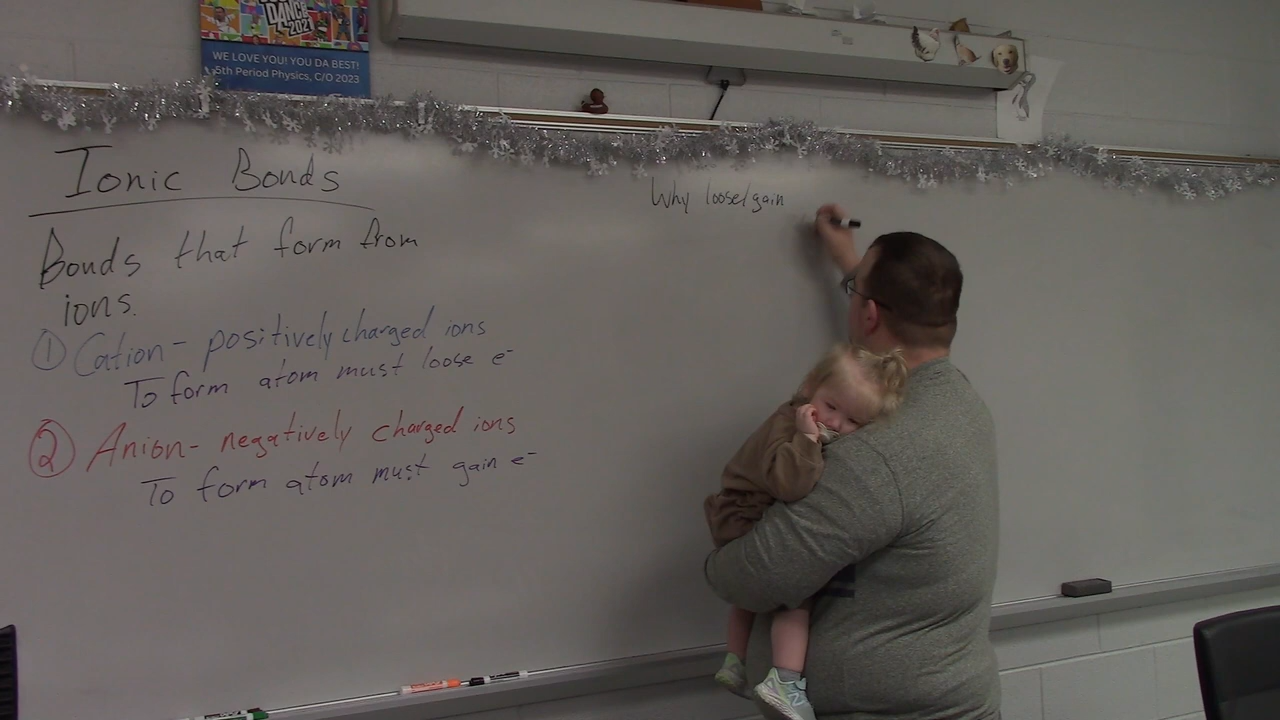 DANCE
202
WE LOVE YOU! YOU DA BEST!
5th Period Physics, C/O 2023
Ionic Bonds
Bonds that form from
ions.
① Cation- positively charged ions
To form atom must loose e⁻
② Anion- negatively charged ions
To form atom must gain e⁻
Why loose/gain